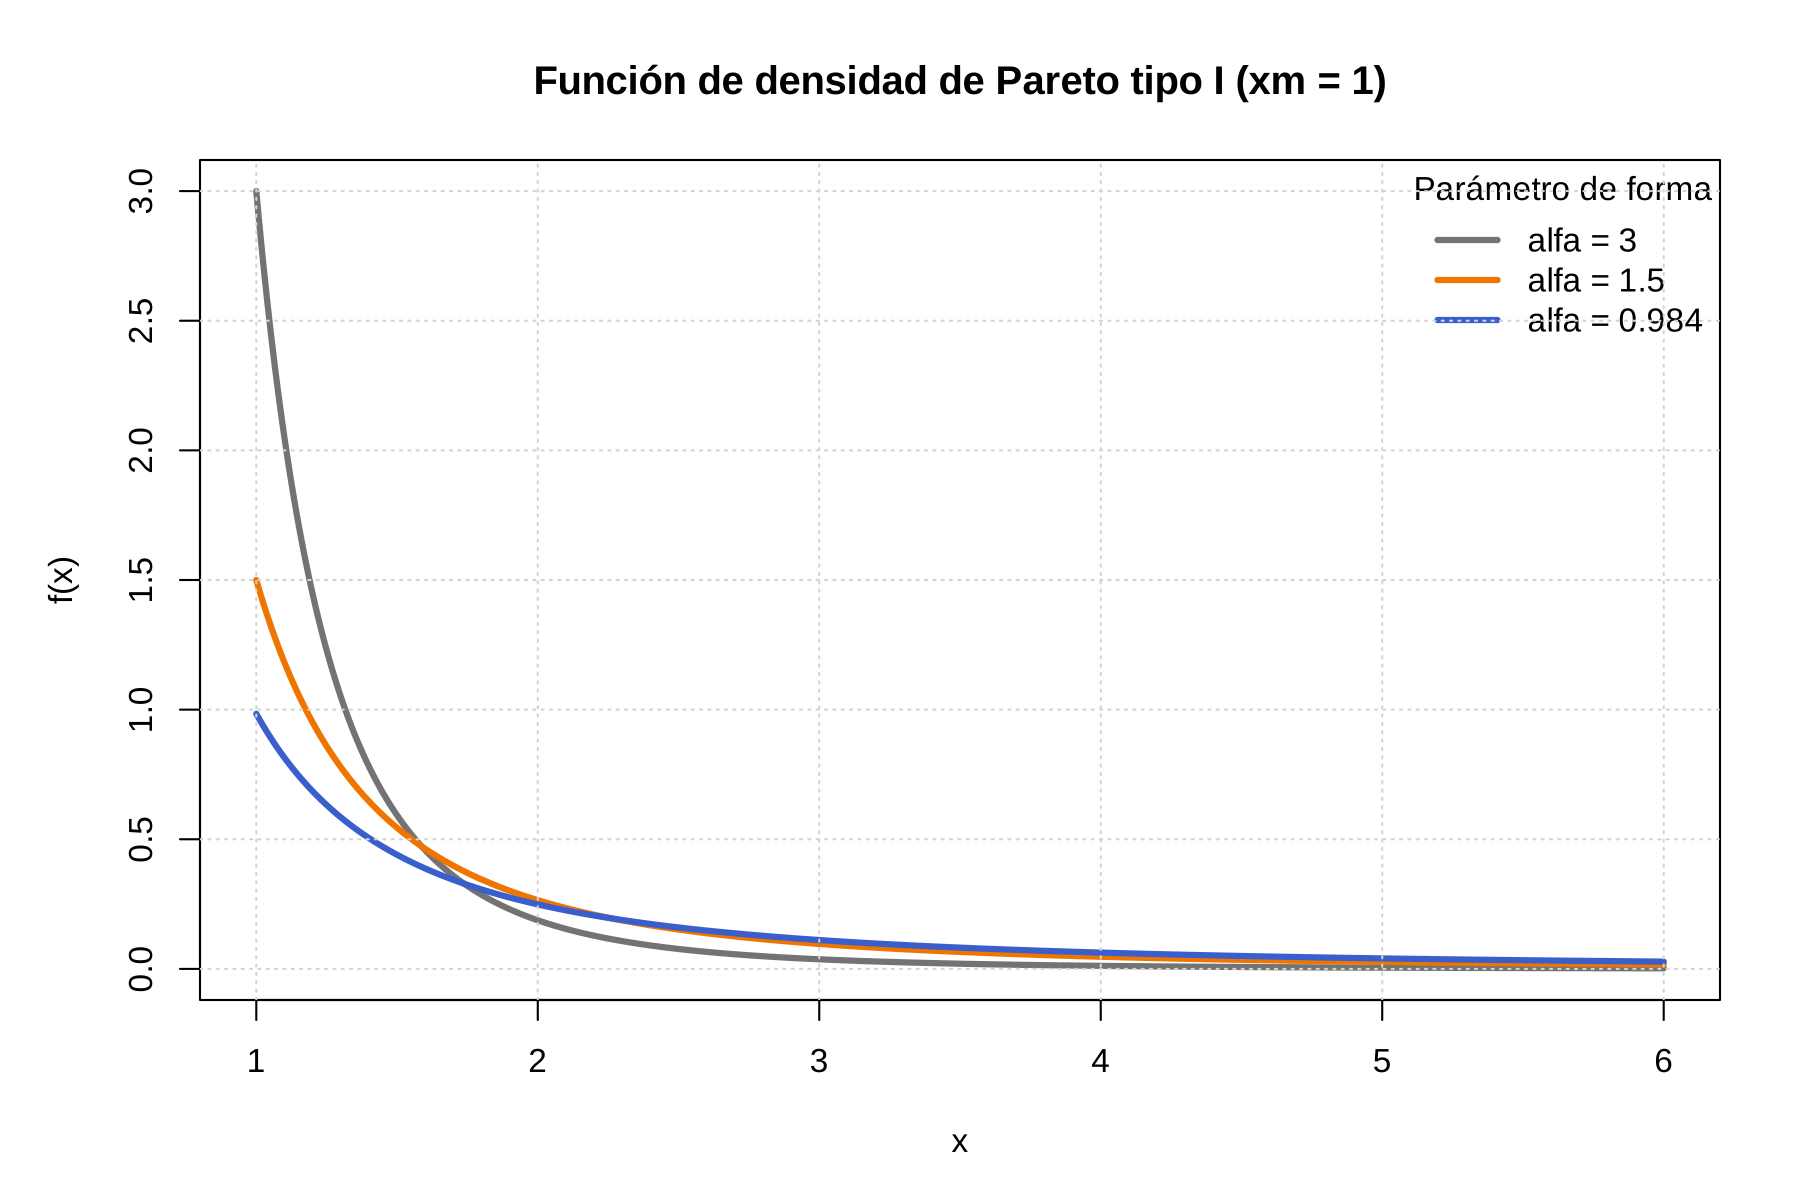 Función de densidad de Pareto tipo I (xm = 1)
Parámetro de forma
alfa = 3
alfa = 1.5
alfa = 0.984
f(x)
3.0
2.5
2.0
1.5
1.0
0.5
0.0
1 2 3 4 5 6
x